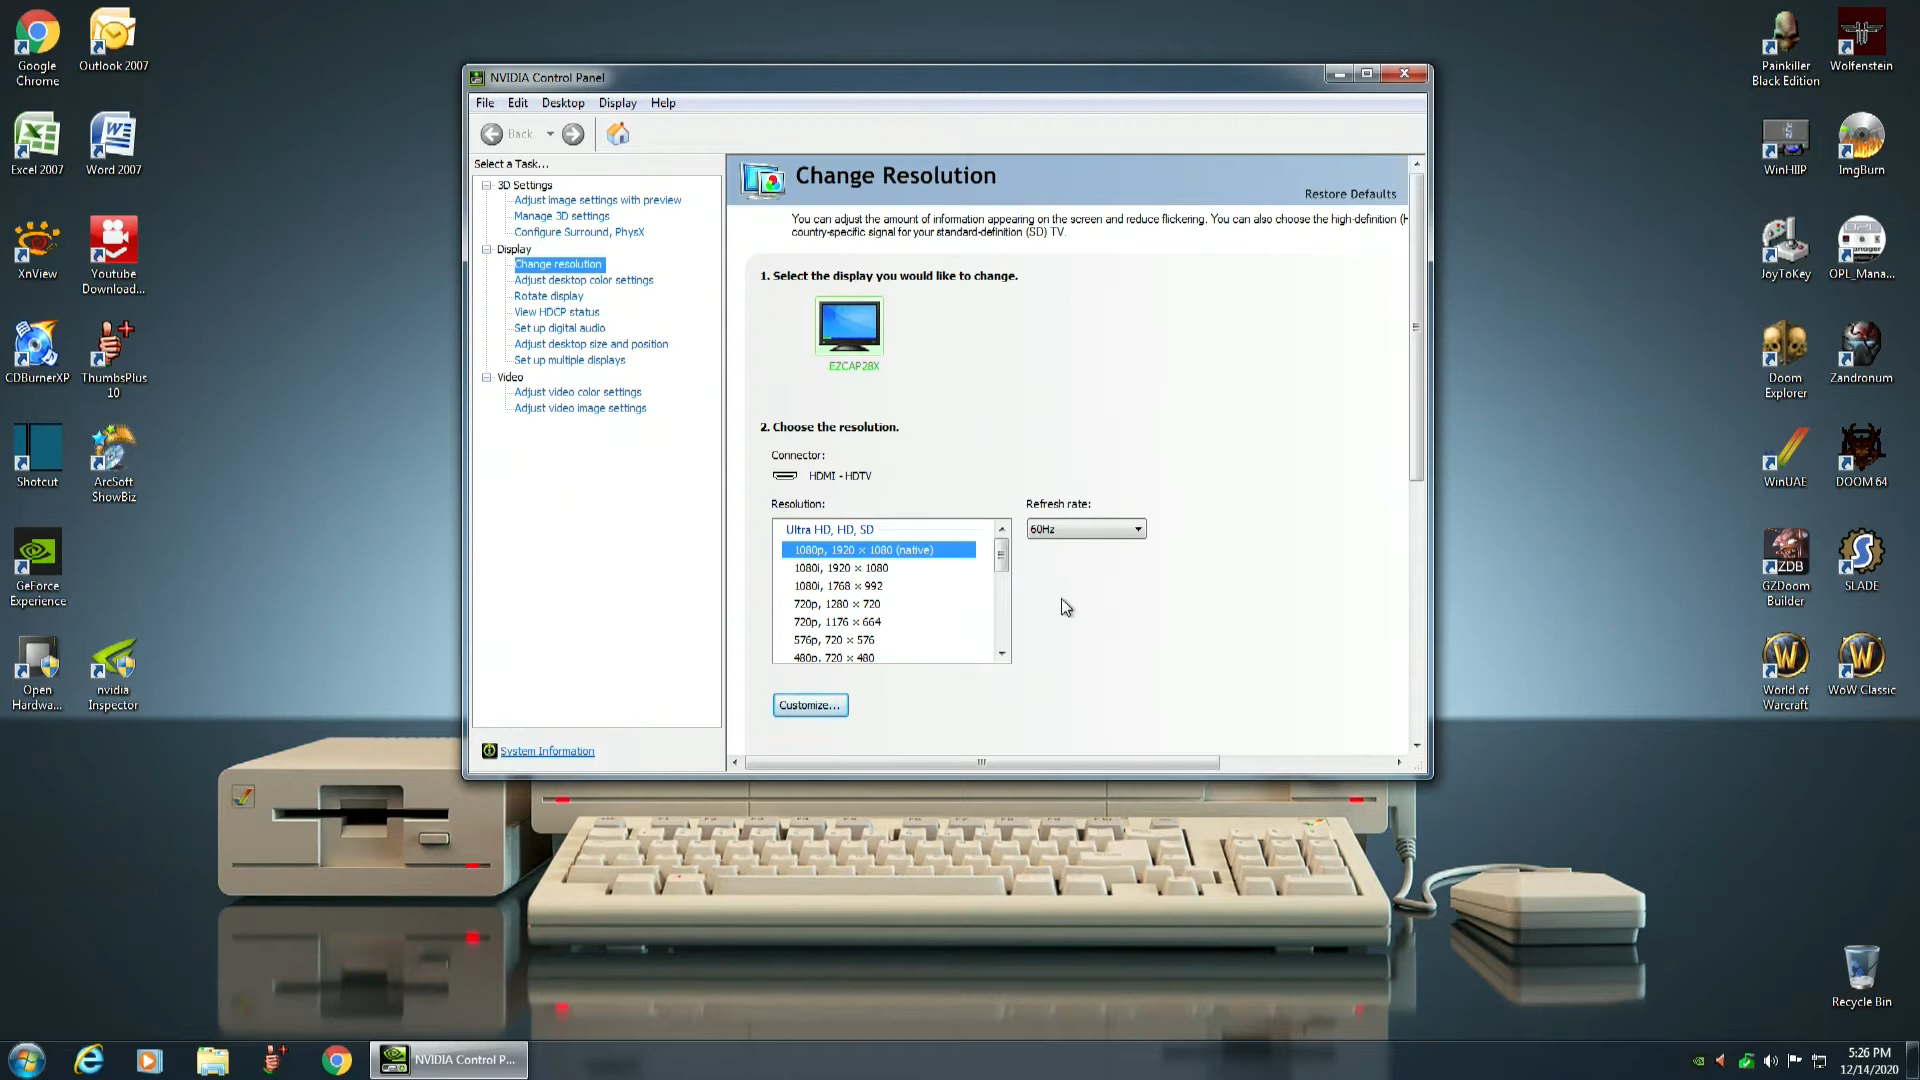 Google
Chrome
Outlook 2007
Excel 2007
Word 2007
XnView
Youtube
Download...
CDBurnerXP
ThumbsPlus
10
Shotcut
ArcSoft
ShowBiz
GeForce
Experience
Open
Hardwa...
nvidia
Inspector
NVIDIA Control Panel
File Edit Desktop Display Help
Back
Select a Task...
3D Settings
Adjust image settings with preview
Manage 3D settings
Configure Surround, PhysX
Display
Change resolution
Adjust desktop color settings
Rotate display
View HDCP status
Set up digital audio
Adjust desktop size and position
Set up multiple displays
Video
Adjust video color settings
Adjust video image settings
System Information
Change Resolution
Restore Defaults
You can adjust the amount of information appearing on the screen and reduce flickering. You can also choose the high-definition (H
country-specific signal for your standard-definition (SD) TV.
1. Select the display you would like to change.
EZCAP28X
2. Choose the resolution.
Connector:
HDMI - HDTV
Resolution:
Refresh rate:
Ultra HD, HD, SD
60Hz
1080p, 1920 × 1080 (native)
1080i, 1920 × 1080
1080i, 1768 × 992
720p, 1280 × 720
720p, 1176 × 664
576p, 720 × 576
480p, 720 × 480
Customize...
Painkiller
Black Edition
Wolfenstein
WinHIIP
ImgBurn
JoyToKey
OPL_Mana...
Doom
Explorer
Zandronum
WinUAE
DOOM 64
ZDB
GZDoom
Builder
SLADE
World of
Warcraft
WoW Classic
Recycle Bin
NVIDIA Control P...
5:26 PM
12/14/2020